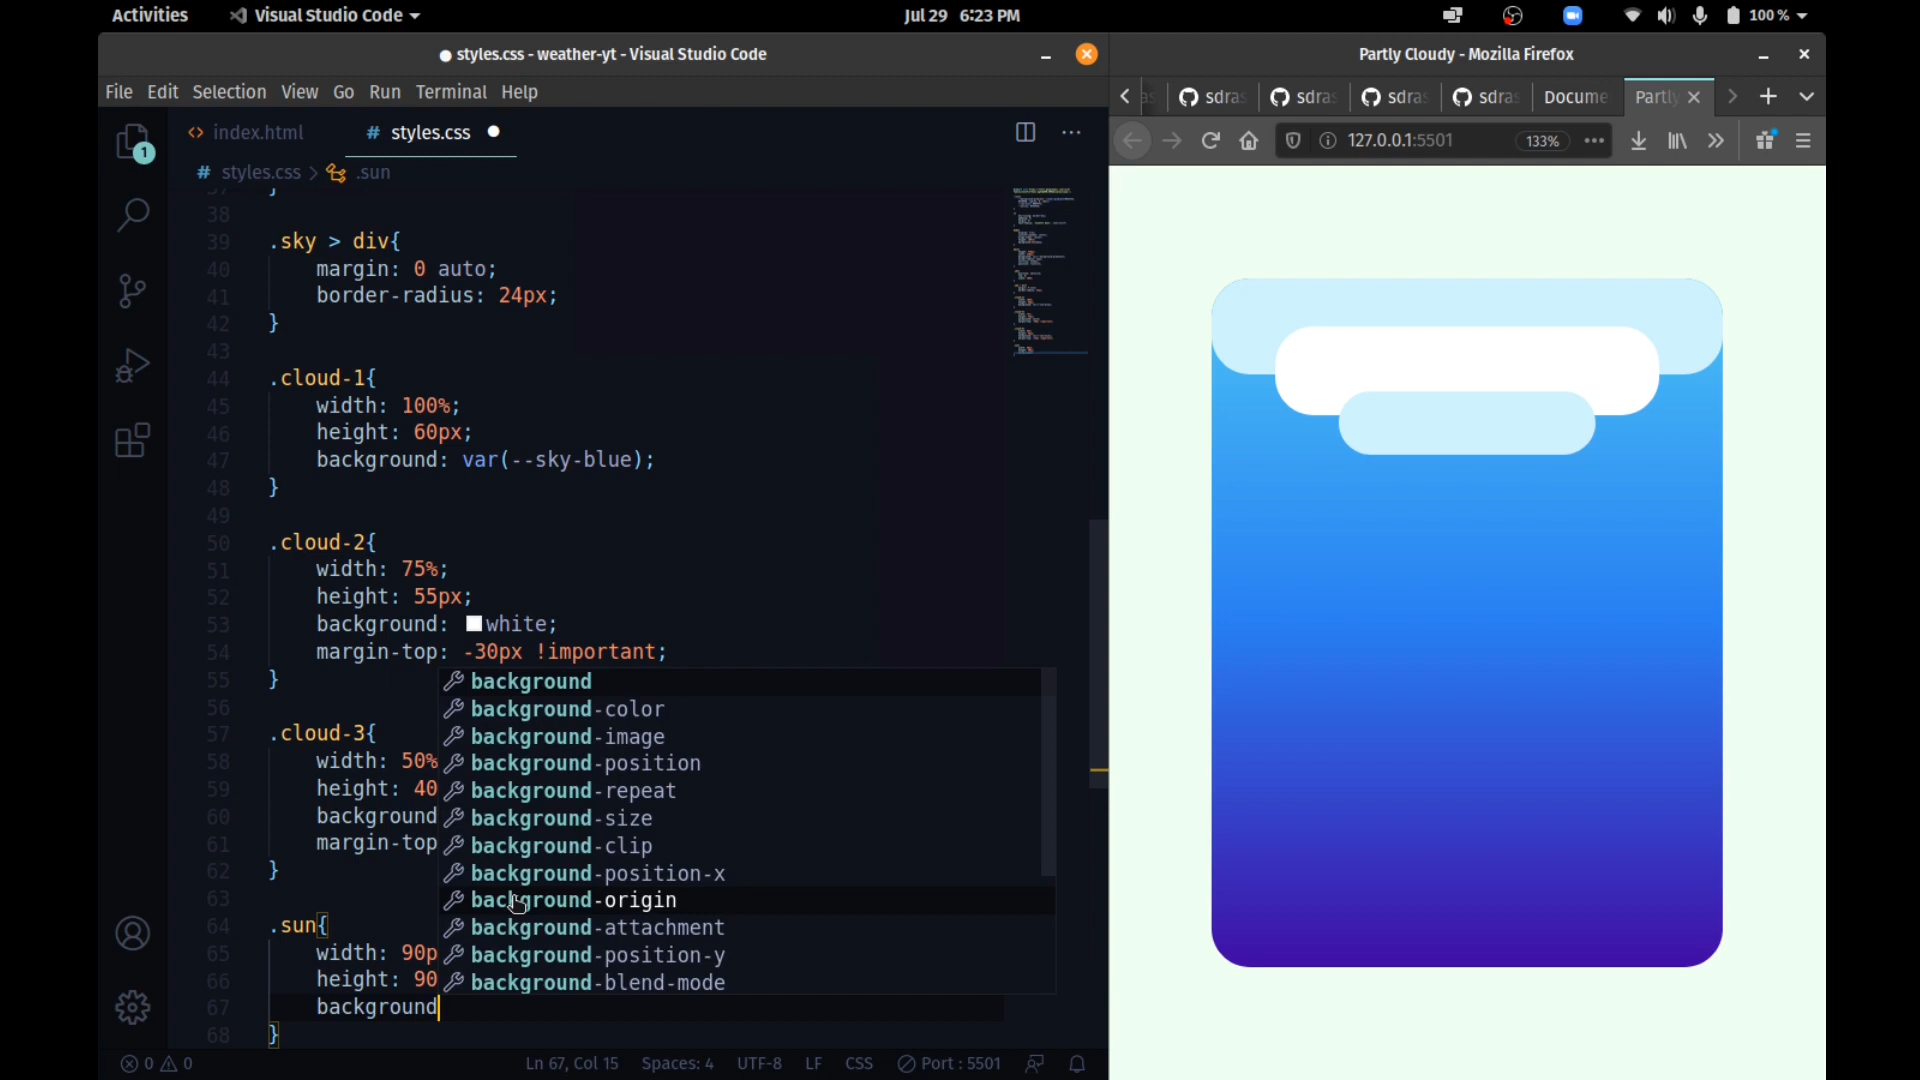 Activities
Visual Studio Code
Jul 29 6:23 PM
100 %
styles.css - weather-yt - Visual Studio Code
File Edit Selection View Go Run Terminal Help
index.html
# styles.css
# styles.css > .sun
1
37 }
38
39 .sky > div{
40 margin: 0 auto;
41 border-radius: 24px;
42 }
43
44 .cloud-1{
45 width: 100%;
46 height: 60px;
47 background: var(--sky-blue);
48 }
49
50 .cloud-2{
51 width: 75%;
52 height: 55px;
53 background: white;
54 margin-top: -30px !important;
55 }
56
57 .cloud-3{
58 width: 50%
59 height: 40
60 background
61 margin-top
62 }
63
64 .sun{
65 width: 90p
66 height: 90
67 background
68 }
background
background-color
background-image
background-position
background-repeat
background-size
background-clip
background-position-x
background-origin
background-attachment
background-position-y
background-blend-mode
0 0
Ln 67, Col 15
Spaces: 4
UTF-8
LF
CSS
Port : 5501
Partly Cloudy - Mozilla Firefox
sdras
sdras
sdras
sdras
Docume
Partly
127.0.0.1:5501
133%